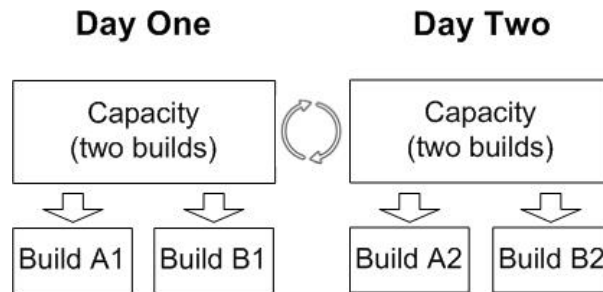 Day One
Day Two
Capacity
(two builds)
Capacity
(two builds)
Build A1
Build B1
Build A2
Build B2